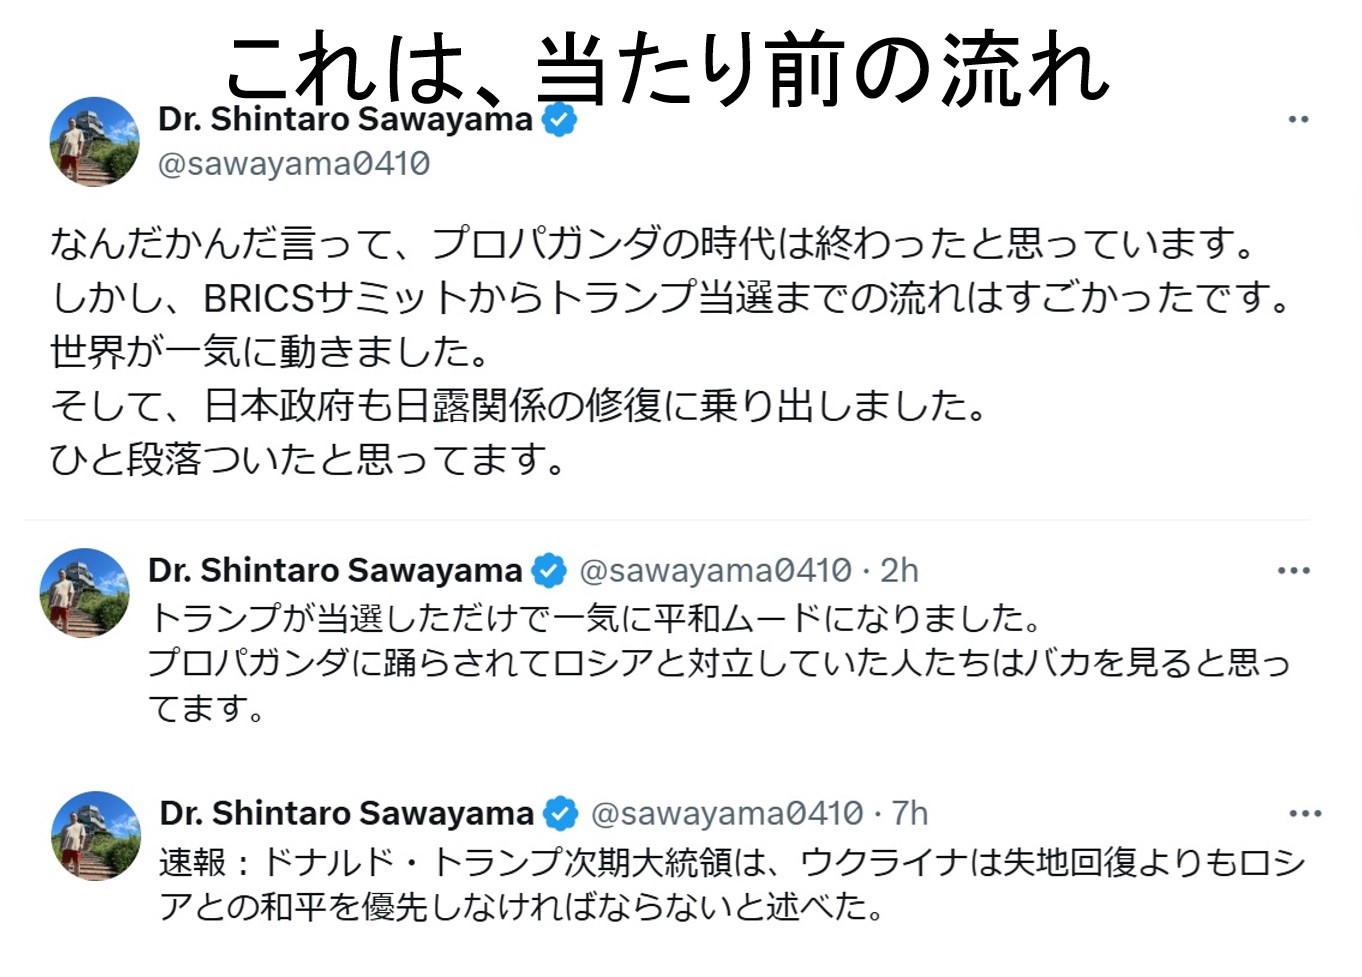 これは、当たり前の流れ
Dr. Shintaro Sawayama
@sawayama0410
なんだかんだ言って、プロパガンダの時代は終わったと思っています。
しかし、BRICSサミットからトランプ当選までの流れはすごかったです。
世界が一気に動きました。
そして、日本政府も日露関係の修復に乗り出しました。
ひと段落ついたと思ってます。
Dr. Shintaro Sawayama @sawayama0410 · 2h
トランプが当選しただけで一気に平和ムードになりました。
プロパガンダに踊らされてロシアと対立していた人たちはバカを見ると思っ
てます。
Dr. Shintaro Sawayama @sawayama0410 · 7h
速報：ドナルド・トランプ次期大統領は、ウクライナは失地回復よりもロシ
アとの和平を優先しなければならないと述べた。